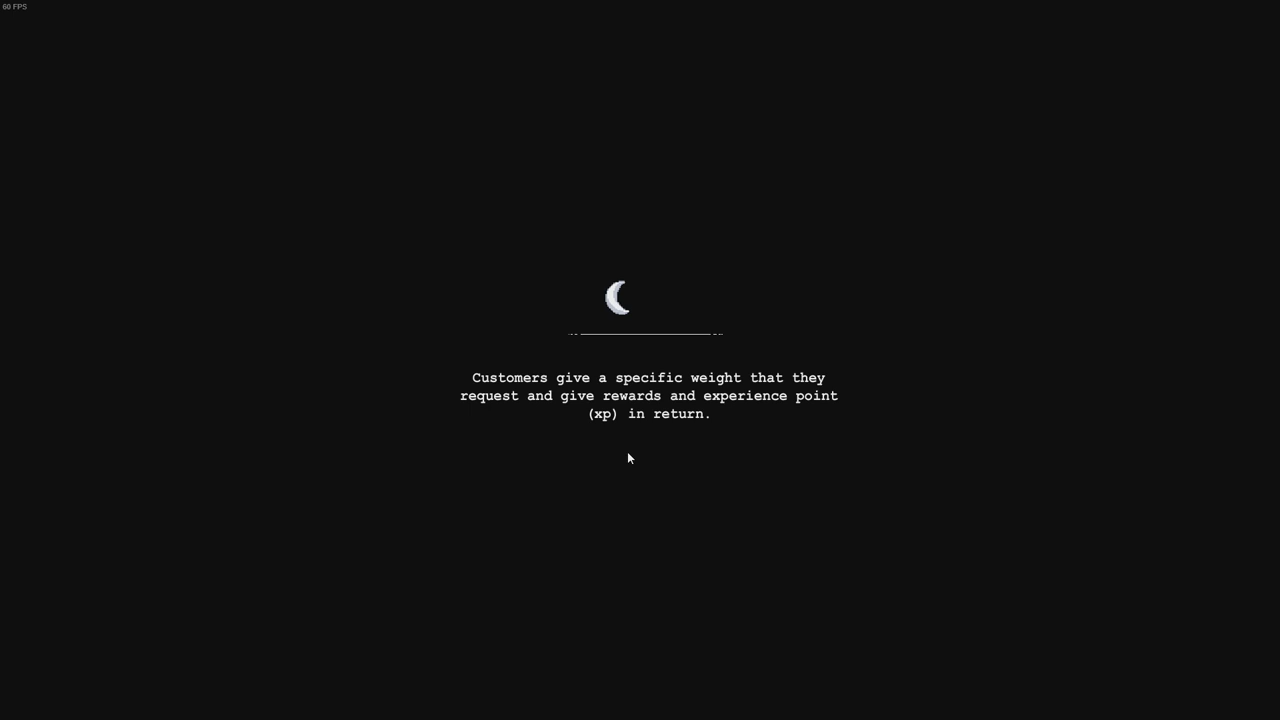 60 FPS
Customers give a specific weight that they
request and give rewards and experience point
(xp) in return.